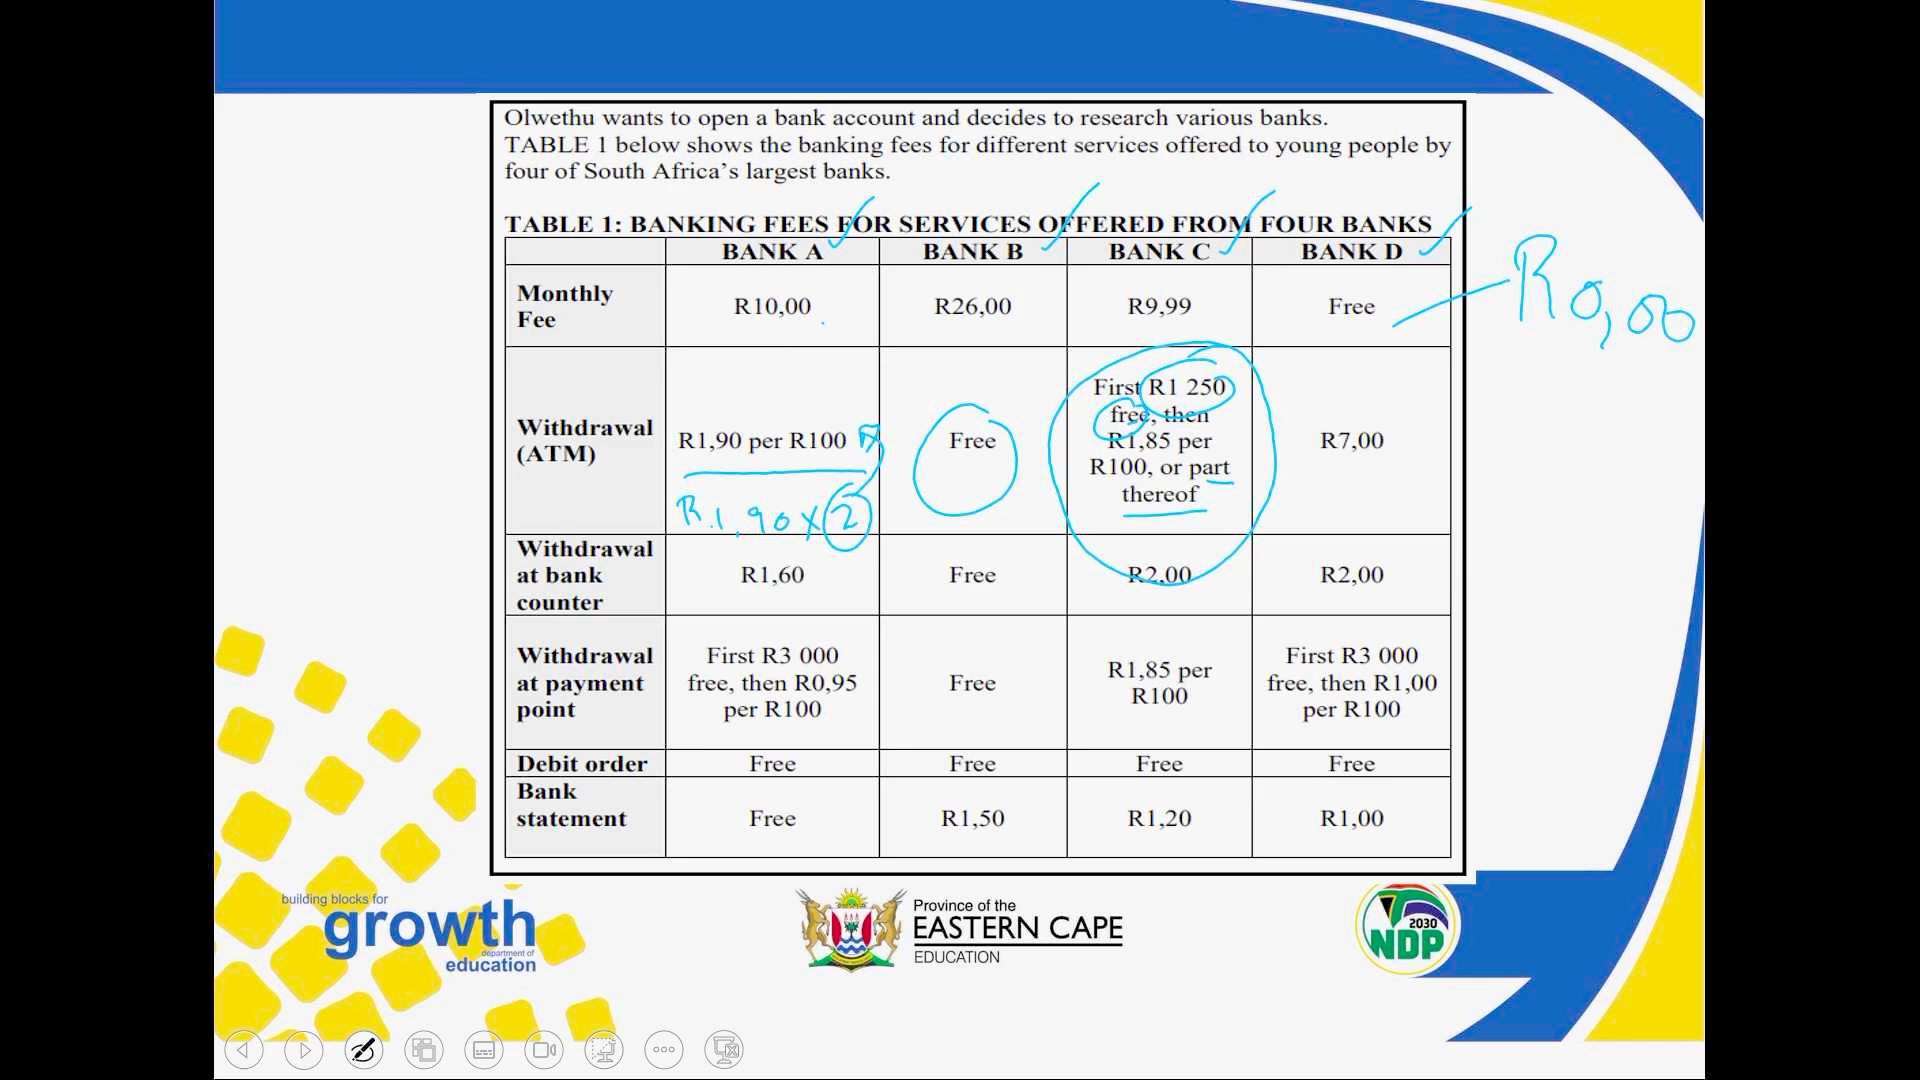 Olwethu wants to open a bank account and decides to research various banks.
TABLE 1 below shows the banking fees for different services offered to young people by
four of South Africa's largest banks.
TABLE 1: BANKING FEES FOR SERVICES OFFERED FROM FOUR BANKS
BANK A BANK B BANK C BANK D
Monthly
Fee
R10,00 R26,00 R9,99 Free
R0,00
Withdrawal
(ATM)
R1,90 per R100
R1,90 x 2
Free
First R1 250
free, then
R1,85 per
R100, or part
thereof
R7,00
Withdrawal
at bank
counter
R1,60 Free R2,00 R2,00
Withdrawal
at payment
point
First R3 000
free, then R0,95
per R100
Free
R1,85 per
R100
First R3 000
free, then R1,00
per R100
Debit order Free Free Free Free
Bank
statement
Free R1,50 R1,20 R1,00
building blocks for
growth
department of
education
Province of the
EASTERN CAPE
EDUCATION
2030
NDP